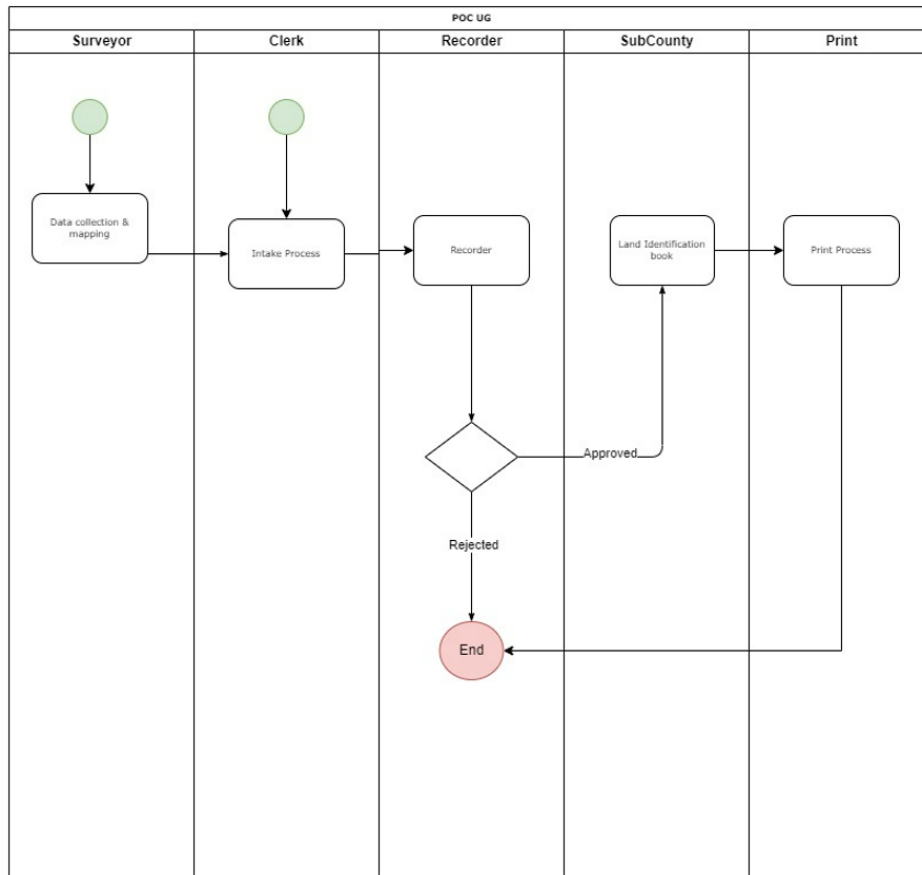 POC UG
Surveyor
Clerk
Recorder
SubCounty
Print
Data collection &
mapping
Intake Process
Recorder
Land Identification
book
Print Process
Approved
Rejected
End